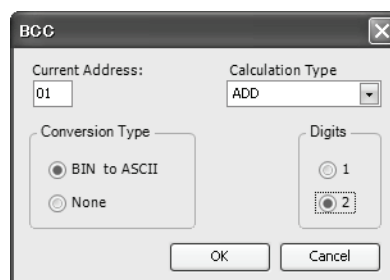 BCC
Current Address:
01
Calculation Type
ADD
Conversion Type
BIN to ASCII
None
Digits
1
2
OK
Cancel